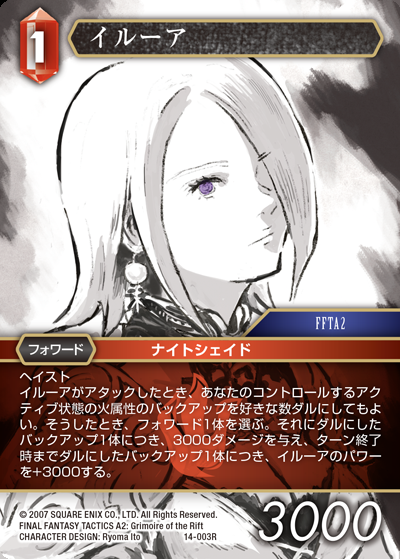 1
イルーア
FFTA2
フォワード
ナイトシェイド
ヘイスト
イルーアがアタックしたとき、あなたのコントロールするアク
ティブ状態の火属性のバックアップを好きな数ダルにしてもよ
い。そうしたとき、フォワード1体を選ぶ。それにダルにした
バックアップ1体につき、3000ダメージを与え、ターン終了
時までダルにしたバックアップ1体につき、イルーアのパワー
を+3000する。
© 2007 SQUARE ENIX CO., LTD. All Rights Reserved.
FINAL FANTASY TACTICS A2: Grimoire of the Rift
CHARACTER DESIGN: Ryoma Ito
14-003R
3000